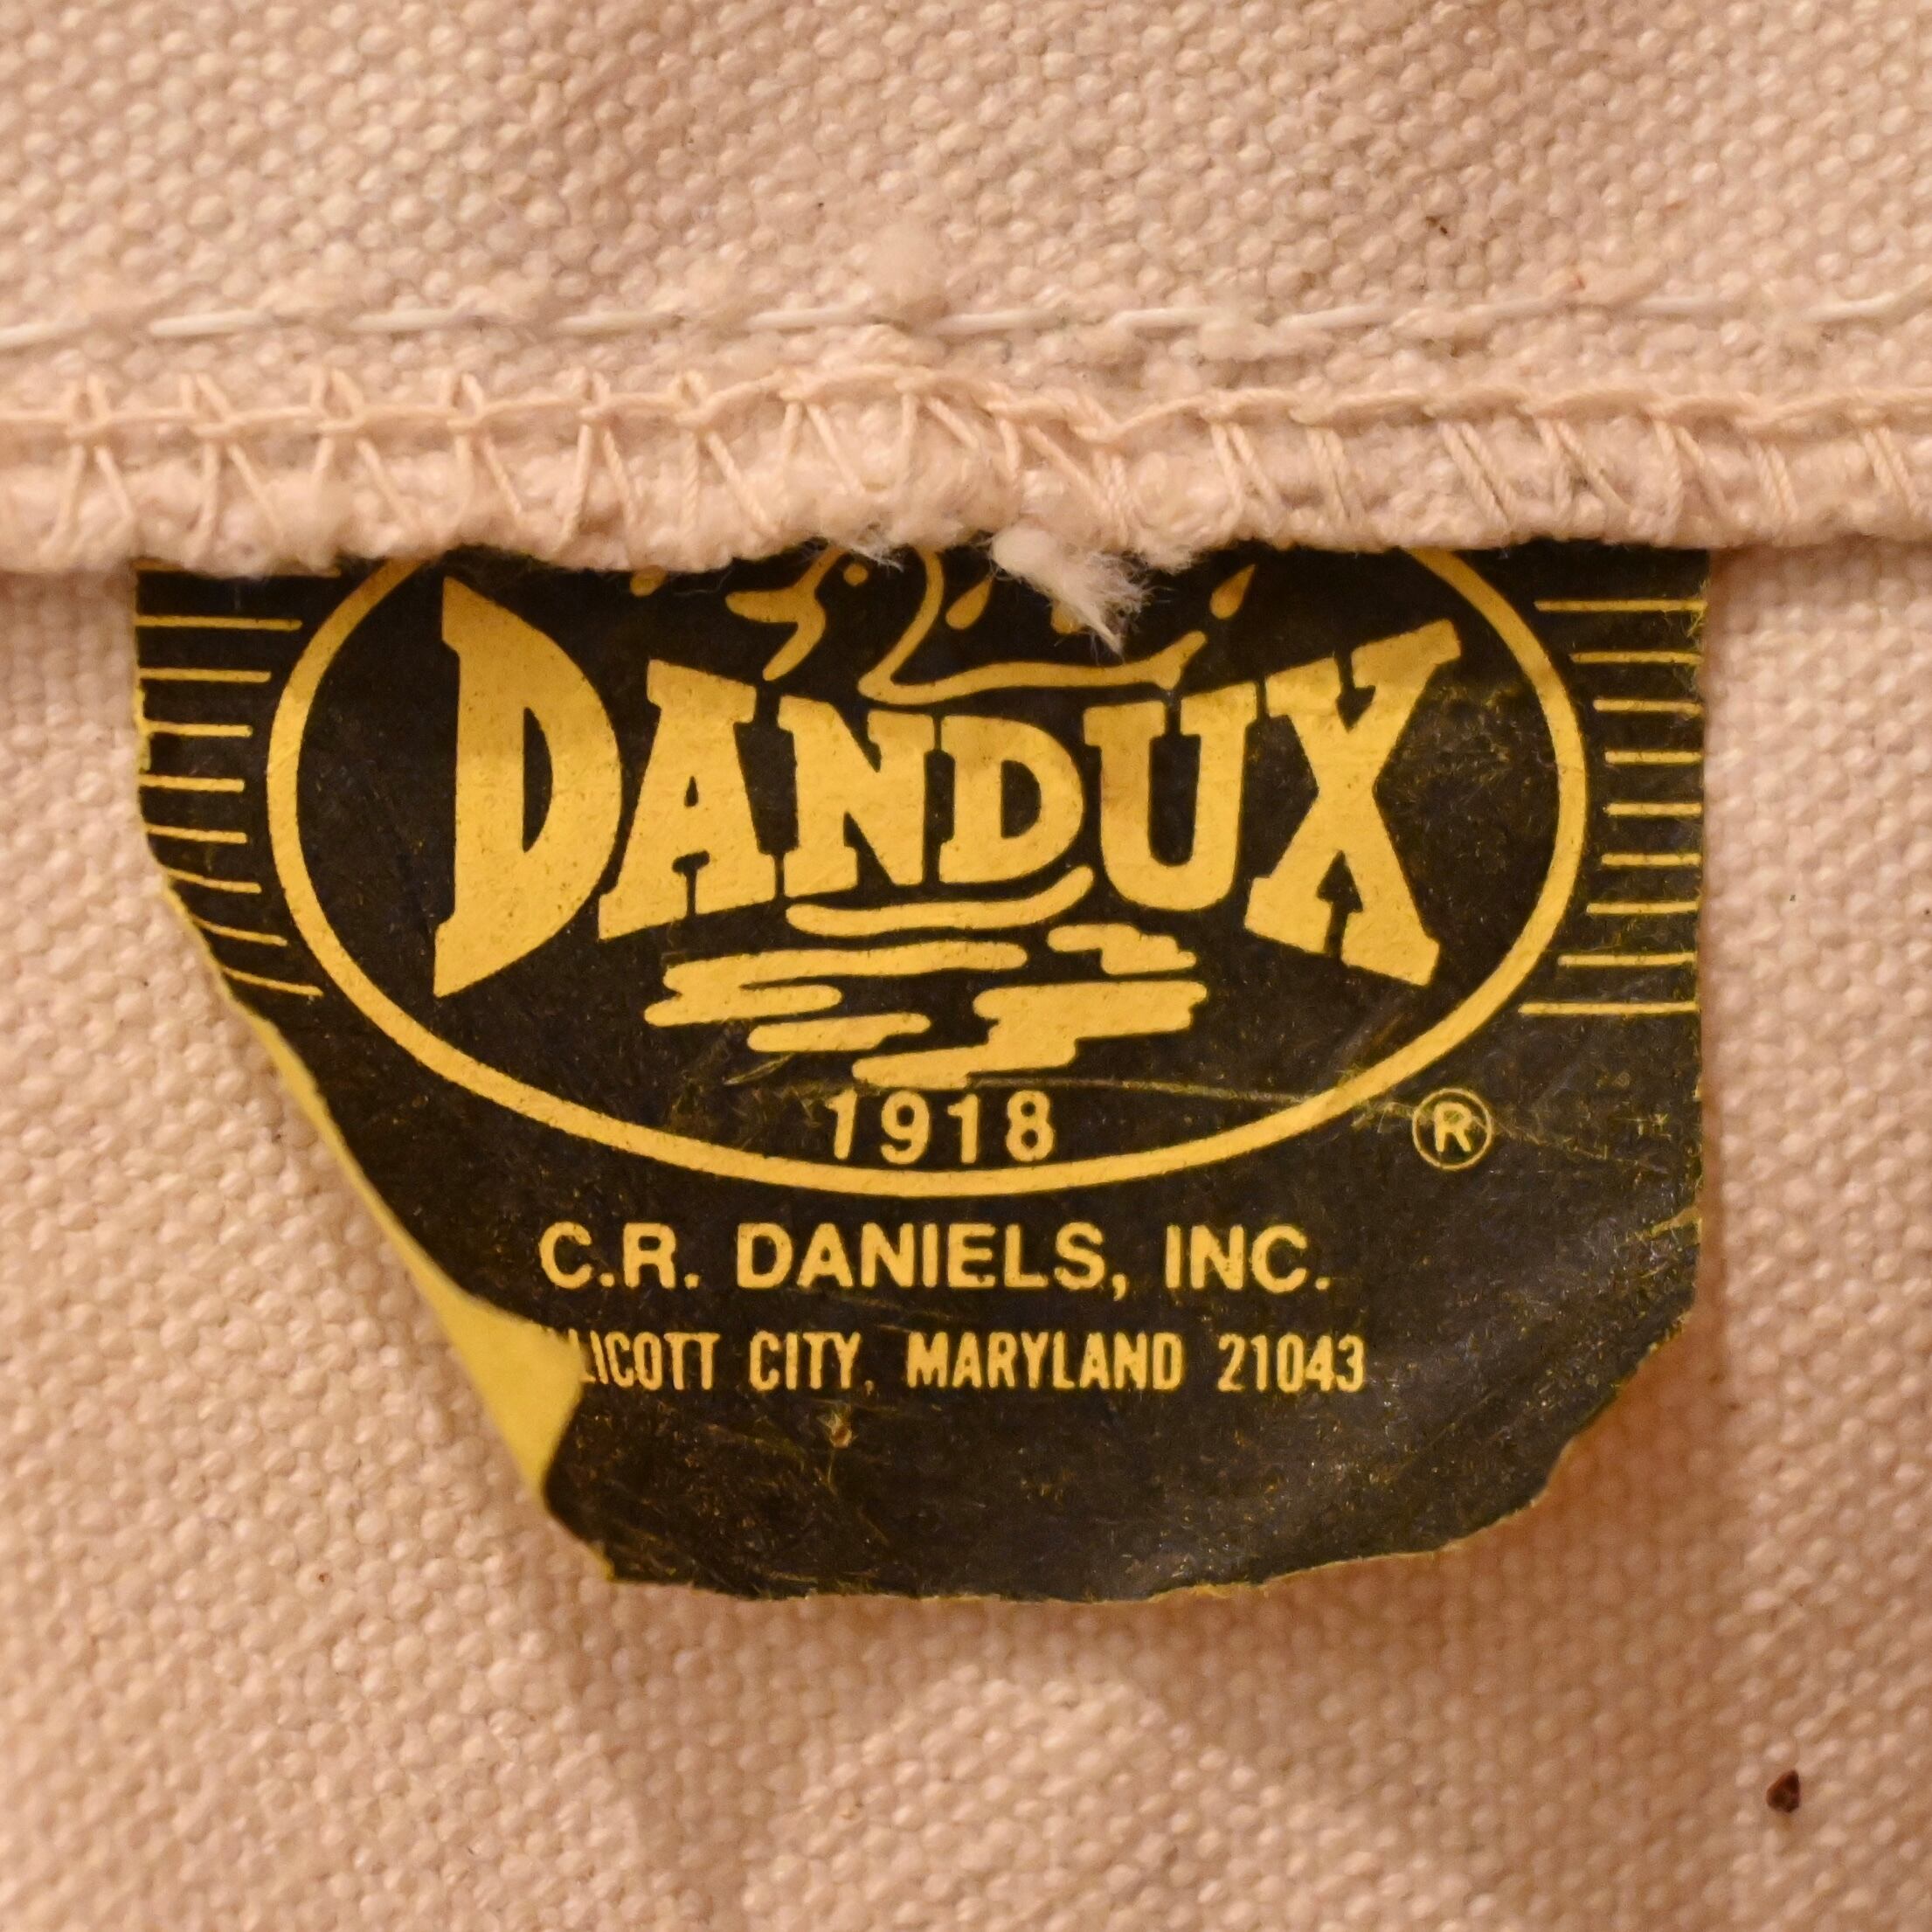 DANDUX
1918
®
C.R. DANIELS, INC.
CITY, MARYLAND 21043